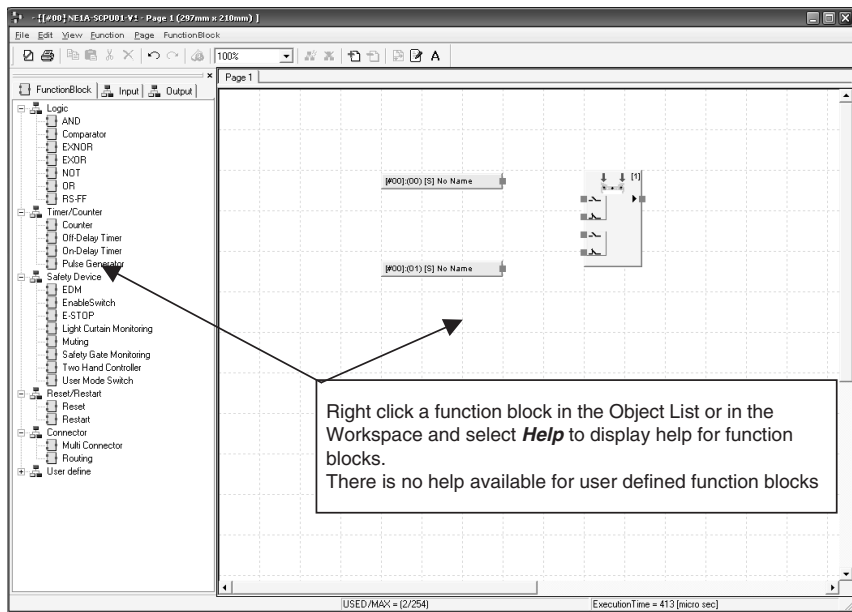 - [[#00] NE1A-SCPU01-V1 - Page 1 (297mm x 210mm) ]
File Edit View Function Page FunctionBlock
100%
Page 1
FunctionBlock Input Output
Logic
AND
Comparator
EXNOR
EXOR
NOT
OR
RS-FF
Timer/Counter
Counter
Off-Delay Timer
On-Delay Timer
Pulse Generator
Safety Device
EDM
EnableSwitch
E-STOP
Light Curtain Monitoring
Muting
Safety Gate Monitoring
Two Hand Controller
User Mode Switch
Reset/Restart
Reset
Restart
Connector
Multi Connector
Routing
User define
[#00]:(00) [S] No Name
[1]
[#00]:(01) [S] No Name
Right click a function block in the Object List or in the
Workspace and select Help to display help for function
blocks.
There is no help available for user defined function blocks
USED/MAX = (2/254)
ExecutionTime = 413 [micro sec]